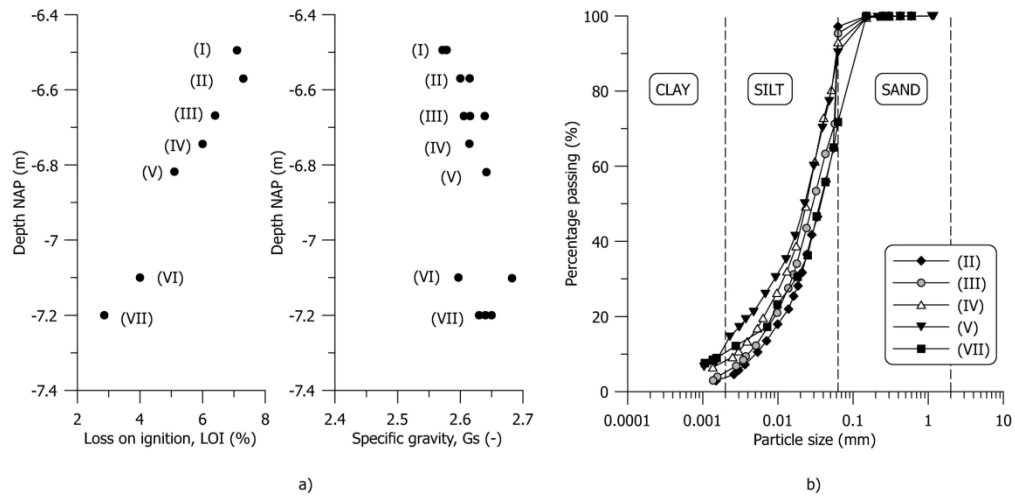 -6.4
-6.6
-6.8
-7
-7.2
-7.4
Depth NAP (m)
(I)
(II)
(III)
(IV)
(V)
(VI)
(VII)
0 2 4 6 8
Loss on ignition, LOI (%)
-6.4
-6.6
-6.8
-7
-7.2
-7.4
Depth NAP (m)
(I)
(II)
(III)
(IV)
(V)
(VI)
(VII)
2.4 2.5 2.6 2.7
Specific gravity, Gs (-)
a)
100
80
60
40
20
0
Percentage passing (%)
CLAY SILT SAND
(II)
(III)
(IV)
(V)
(VII)
0.0001 0.001 0.01 0.1 1 10
Particle size (mm)
b)